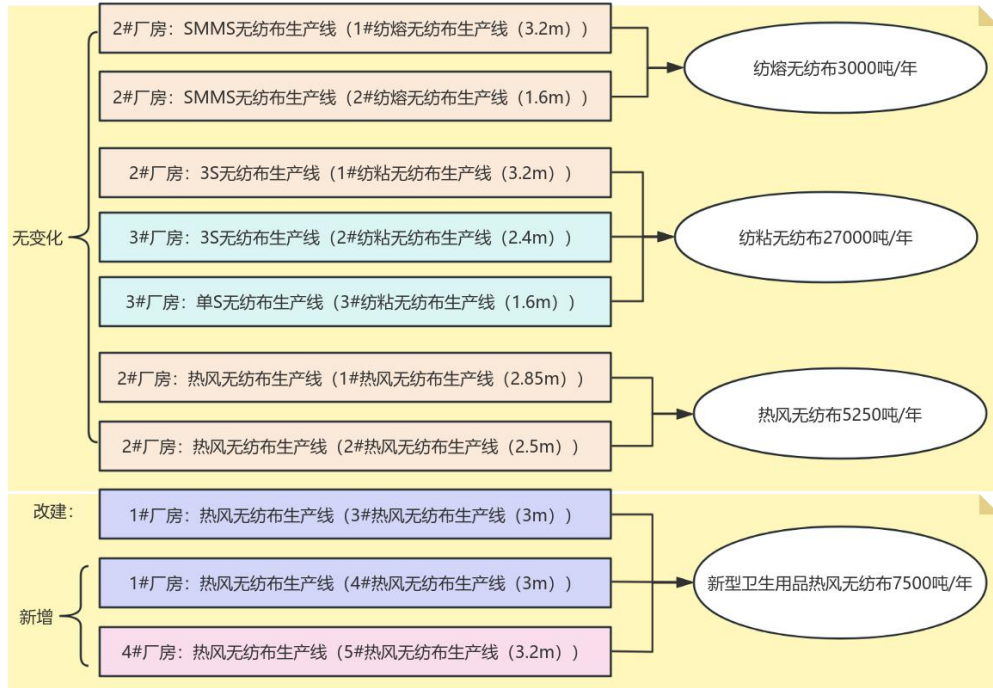 2#厂房：SMMS无纺布生产线（1#纺熔无纺布生产线（3.2m））
纺熔无纺布3000吨/年
2#厂房：SMMS无纺布生产线（2#纺熔无纺布生产线（1.6m）
2#厂房：3S无纺布生产线（1#纺粘无纺布生产线（3.2m））
无变化
3#厂房：3S无纺布生产线（2#纺粘无纺布生产线（2.4m））
纺粘无纺布27000吨/年
3#厂房：单S无纺布生产线（3#纺粘无纺布生产线（1.6m））
2#厂房：热风无纺布生产线（1#热风无纺布生产线（2.85m））
热风无纺布5250吨/年
2#厂房：热风无纺布生产线（2#热风无纺布生产线（2.5m））
改建：
1#厂房：热风无纺布生产线（3#热风无纺布生产线（3m））
1#厂房：热风无纺布生产线（4#热风无纺布生产线（3m））
新型卫生用品热风无纺布7500吨/年
新增
4#厂房：热风无纺布生产线（5#热风无纺布生产线（3.2m））